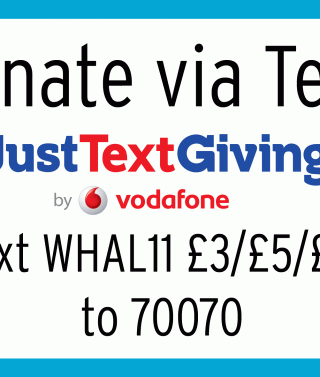 nate via Te
JustTextGiving
by vodafone
xt WHAL11 £3/£5/£
to 70070